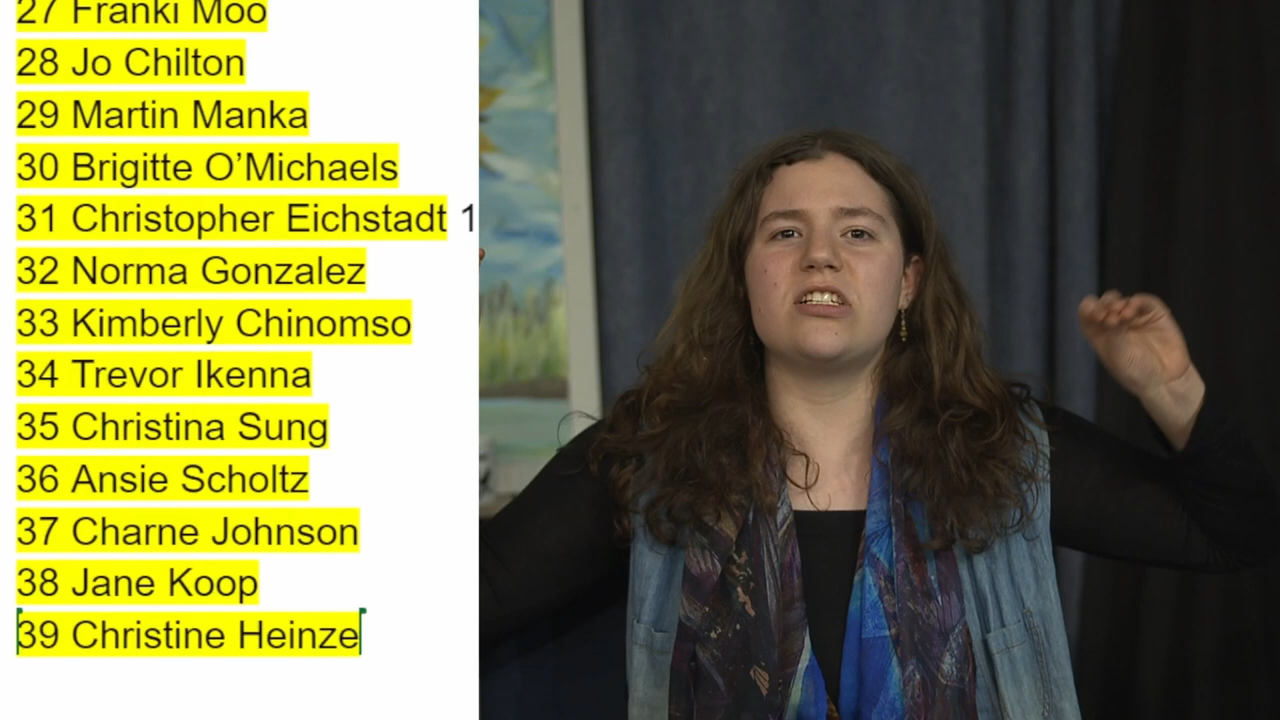 27 Franki Moo
28 Jo Chilton
29 Martin Manka
30 Brigitte O’Michaels
31 Christopher Eichstadt 1
32 Norma Gonzalez
33 Kimberly Chinomso
34 Trevor Ikenna
35 Christina Sung
36 Ansie Scholtz
37 Charne Johnson
38 Jane Koop
39 Christine Heinze